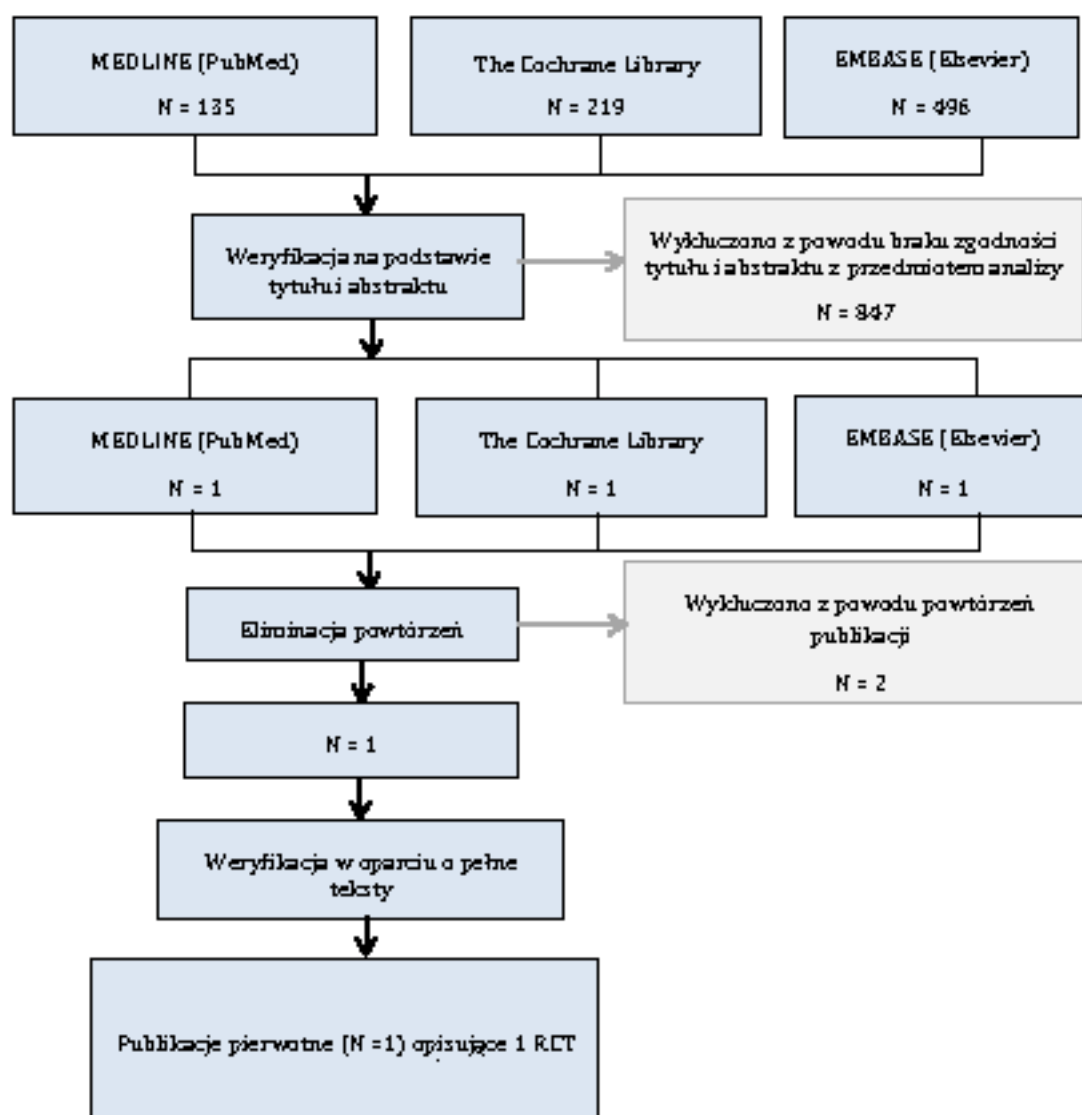 MEDLINE (PubMed)
N = 135
The Cochrane Library
N = 219
EMBASE (Elsevier)
N = 496
Weryfikacja na podstawie
tytułu i abstraktu
Wykluczono z powodu braku zgodności
tytułu i abstraktu z przedmiotem analizy
N = 847
MEDLINE (PubMed)
N = 1
The Cochrane Library
N = 1
EMBASE (Elsevier)
N = 1
Eliminacja powtórzeń
Wykluczono z powodu powtórzeń
publikacji
N = 2
N = 1
Weryfikacja w oparciu o pełne
teksty
Publikacje pierwotne (N =1) opisujące 1 RCT